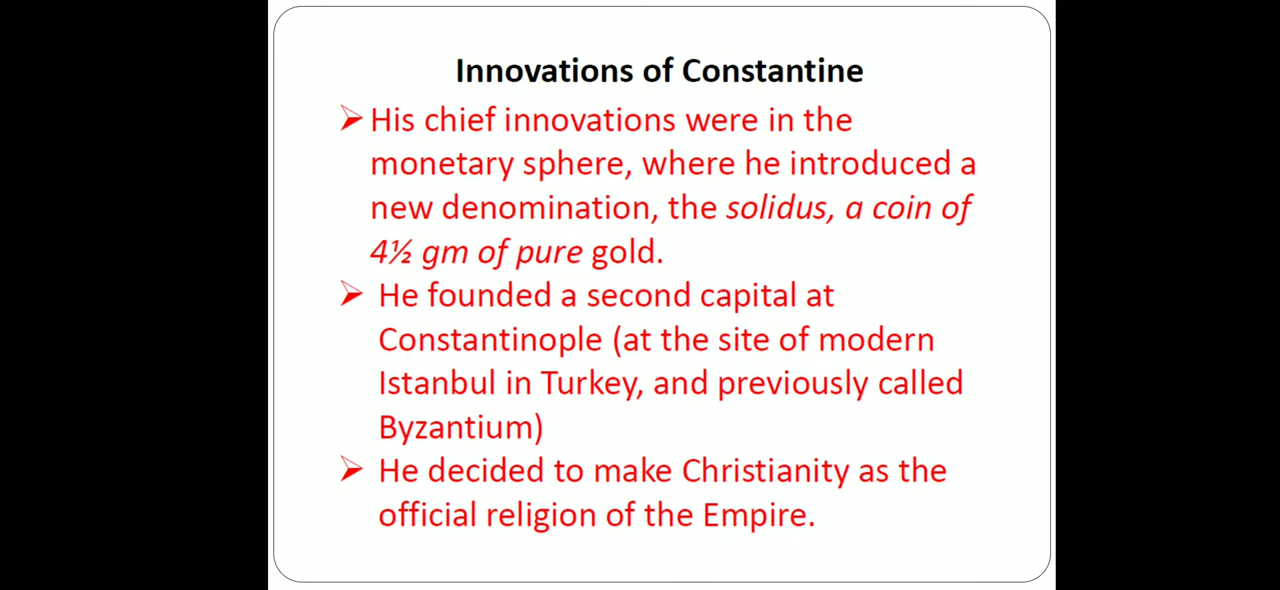 Innovations of Constantine
➢ His chief innovations were in the
monetary sphere, where he introduced a
new denomination, the solidus, a coin of
4½ gm of pure gold.
➢ He founded a second capital at
Constantinople (at the site of modern
Istanbul in Turkey, and previously called
Byzantium)
➢ He decided to make Christianity as the
official religion of the Empire.